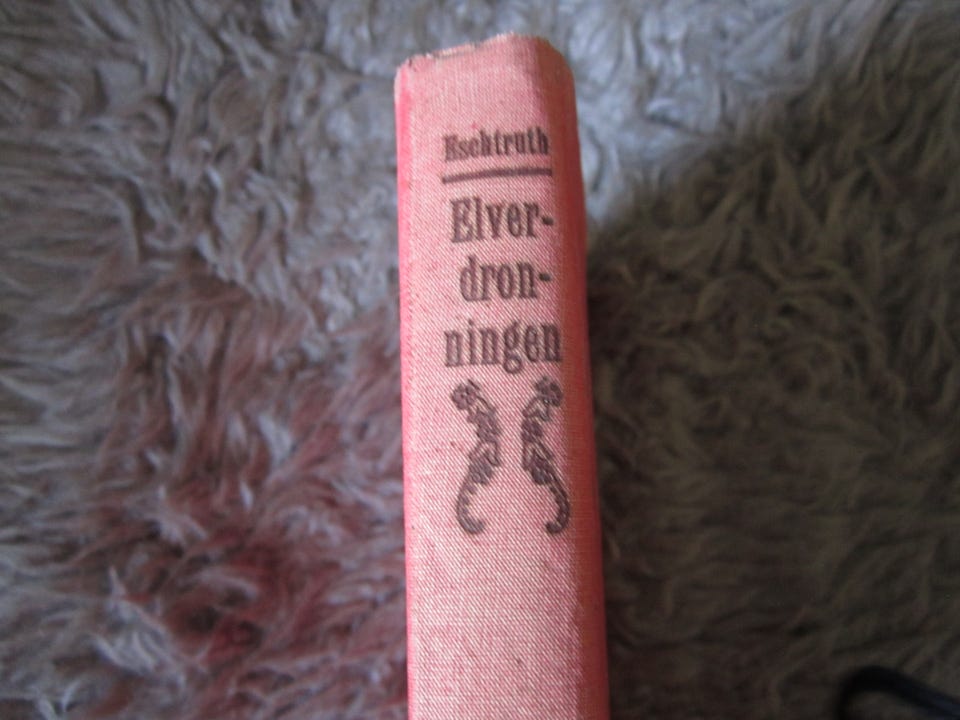 Eschtruth
Elver-
dron-
ningen